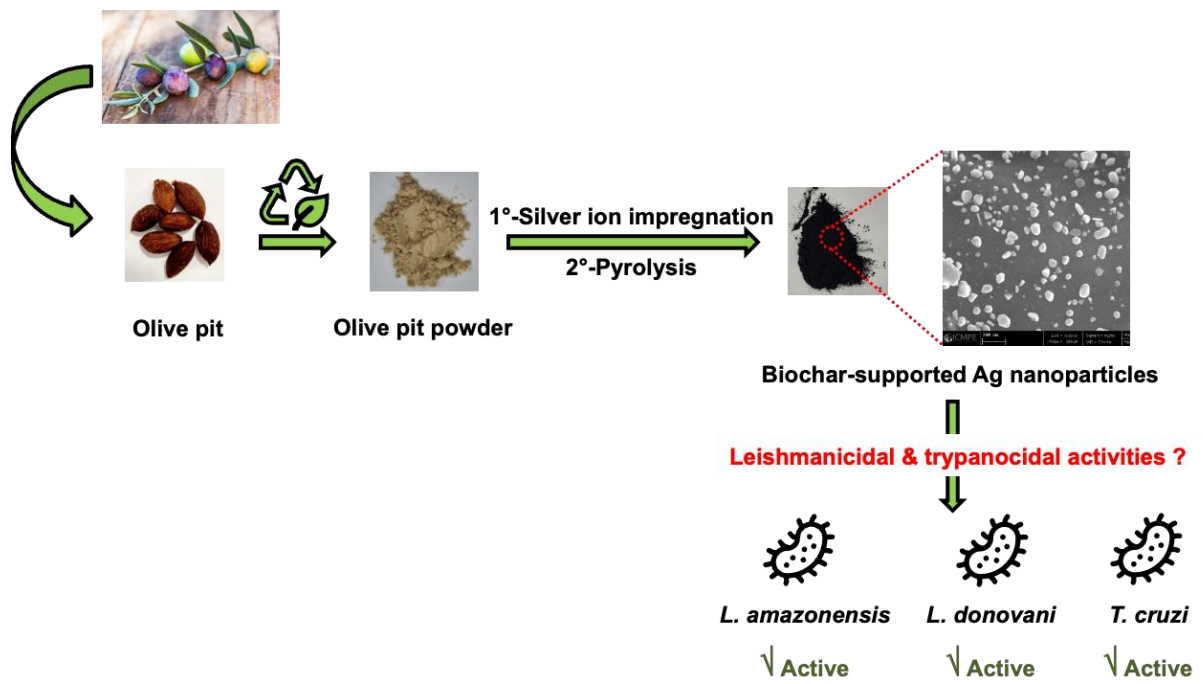 1°-Silver ion impregnation
2°-Pyrolysis
Olive pit
Olive pit powder
ICMPE
Biochar-supported Ag nanoparticles
Leishmanicidal & trypanocidal activities ?
L. amazonensis
L. donovani
T. cruzi
√ Active
√ Active
√ Active